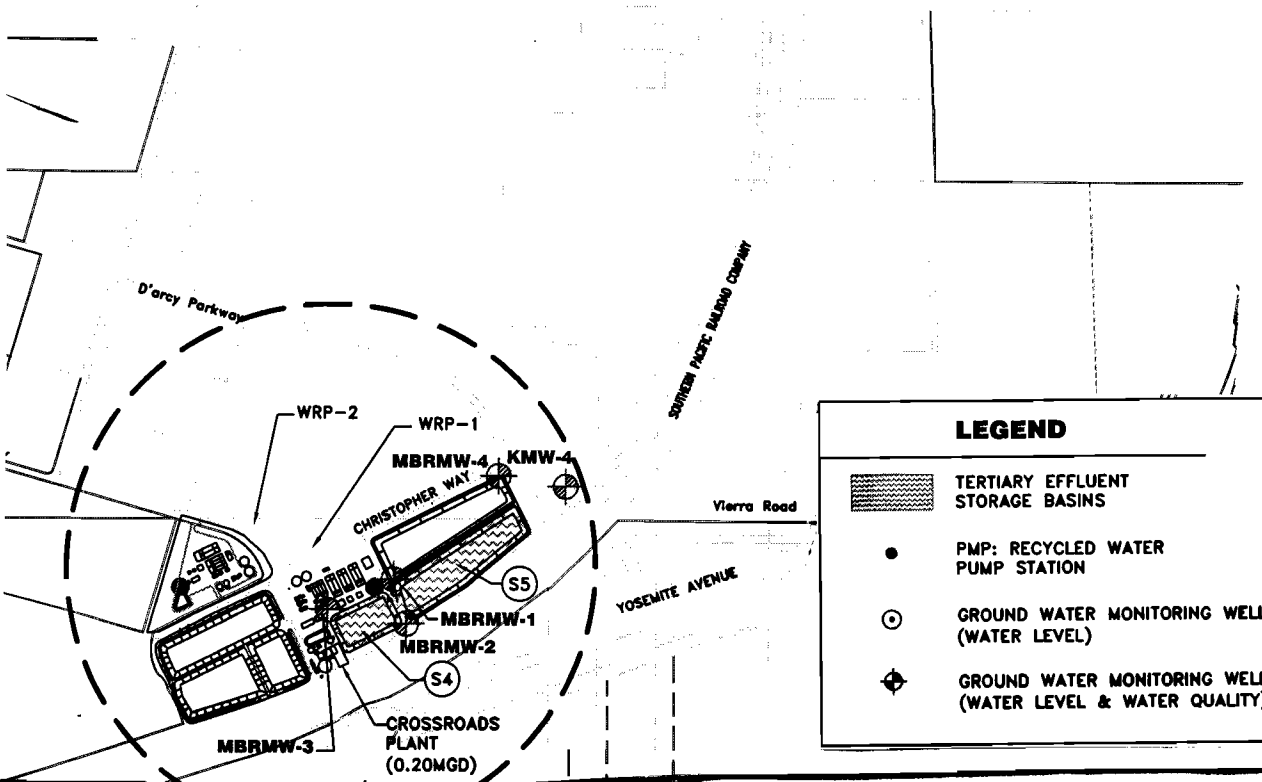 D'arcy Parkway
SOUTHERN PACIFIC RAILROAD COMPANY
WRP-2
WRP-1
MBRMW-4
KMW-4
CHRISTOPHER WAY
Vierra Road
YOSEMITE AVENUE
S5
MBRMW-1
MBRMW-2
S4
CROSSROADS
PLANT
(0.20MGD)
MBRMW-3
LEGEND
TERTIARY EFFLUENT
STORAGE BASINS
PMP: RECYCLED WATER
PUMP STATION
GROUND WATER MONITORING WELL
(WATER LEVEL)
GROUND WATER MONITORING WELL
(WATER LEVEL & WATER QUALITY)